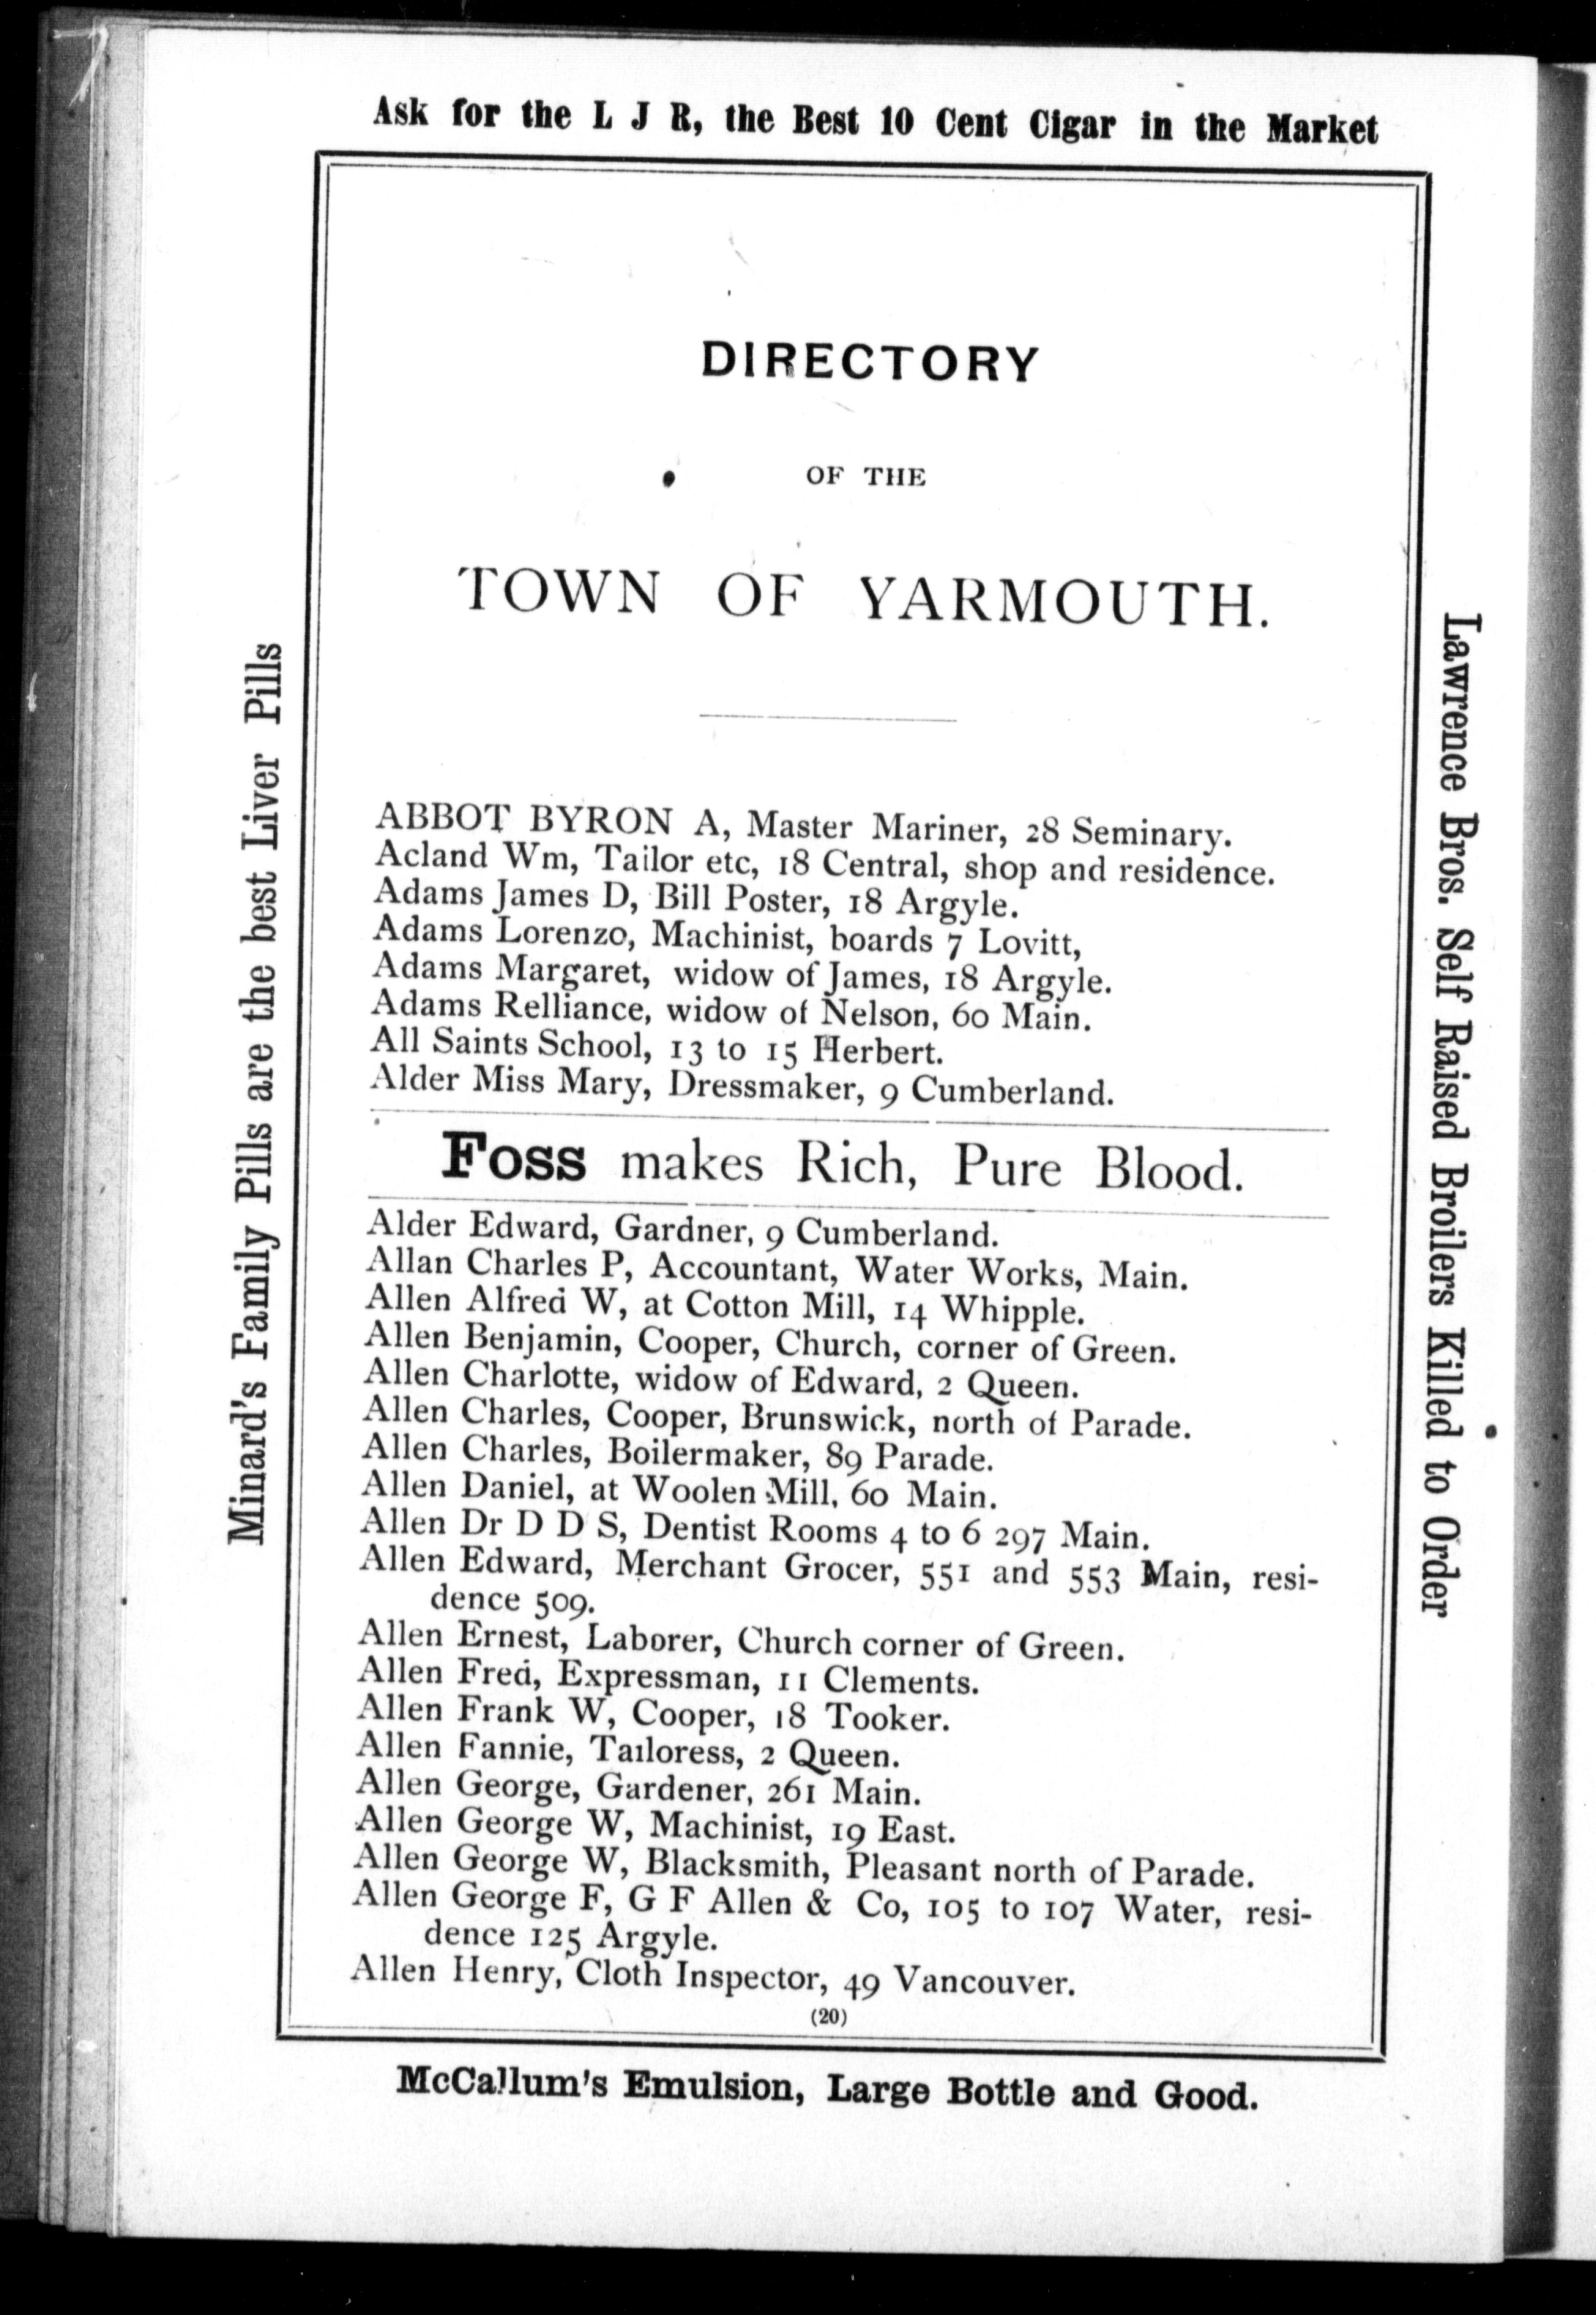 Ask for the L J R, the Best 10 Cent Cigar in the Market
DIRECTORY
OF THE
TOWN OF YARMOUTH.
ABBOT BYRON A, Master Mariner, 28 Seminary.
Acland Wm, Tailor etc, 18 Central, shop and residence.
Adams James D, Bill Poster, 18 Argyle.
Adams Lorenzo, Machinist, boards 7 Lovitt,
Adams Margaret, widow of James, 18 Argyle.
Adams Relliance, widow of Nelson, 60 Main.
All Saints School, 13 to 15 Herbert.
Alder Miss Mary, Dressmaker, 9 Cumberland.
Foss makes Rich, Pure Blood.
Alder Edward, Gardner, 9 Cumberland.
Allan Charles P, Accountant, Water Works, Main.
Allen Alfred W, at Cotton Mill, 14 Whipple.
Allen Benjamin, Cooper, Church, corner of Green.
Allen Charlotte, widow of Edward, 2 Queen.
Allen Charles, Cooper, Brunswick, north of Parade.
Allen Charles, Boilermaker, 89 Parade.
Allen Daniel, at Woolen Mill, 60 Main.
Allen Dr D D S, Dentist Rooms 4 to 6 297 Main.
Allen Edward, Merchant Grocer, 551 and 553 Main, resi-
dence 509.
Allen Ernest, Laborer, Church corner of Green.
Allen Fred, Expressman, 11 Clements.
Allen Frank W, Cooper, 18 Tooker.
Allen Fannie, Tailoress, 2 Queen.
Allen George, Gardener, 261 Main.
Allen George W, Machinist, 19 East.
Allen George W, Blacksmith, Pleasant north of Parade.
Allen George F, G F Allen & Co, 105 to 107 Water, resi-
dence 125 Argyle.
Allen Henry, Cloth Inspector, 49 Vancouver.
(20)
McCallum's Emulsion, Large Bottle and Good.
Minard's Family Pills are the best Liver Pills
Lawrence Bros. Self Raised Broilers Killed to Order